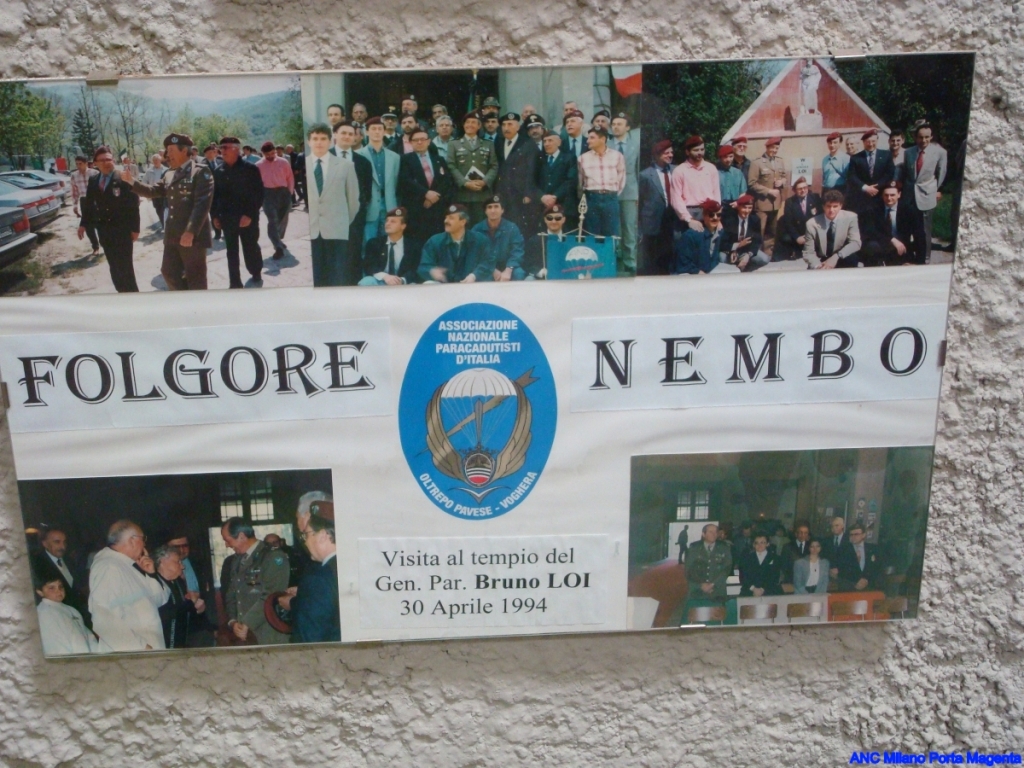 FOLGORE
ASSOCIAZIONE
NAZIONALE
PARACADUTISTI
D'ITALIA
OLTREPO PAVESE - VOGHERA
NEMBO
Visita al tempio del
Gen. Par. Bruno LOI
30 Aprile 1994
ANC Milano Porta Magenta